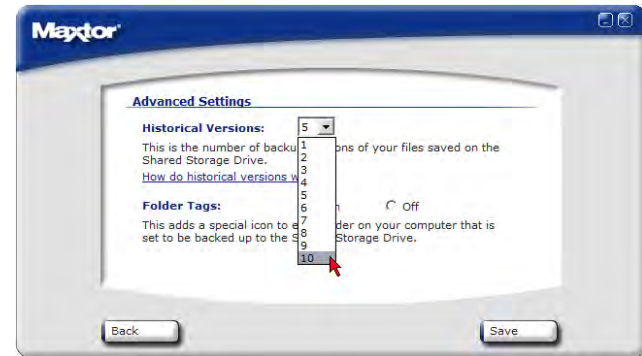 Maxtor
Advanced Settings
Historical Versions: 5
This is the number of backu ons of your files saved on the
Shared Storage Drive.
How do historical versions w
1
2
3
4
5
6
7
8
9
10
Folder Tags: Off
This adds a special icon to e der on your computer that is
set to be backed up to the S Storage Drive.
Back
Save